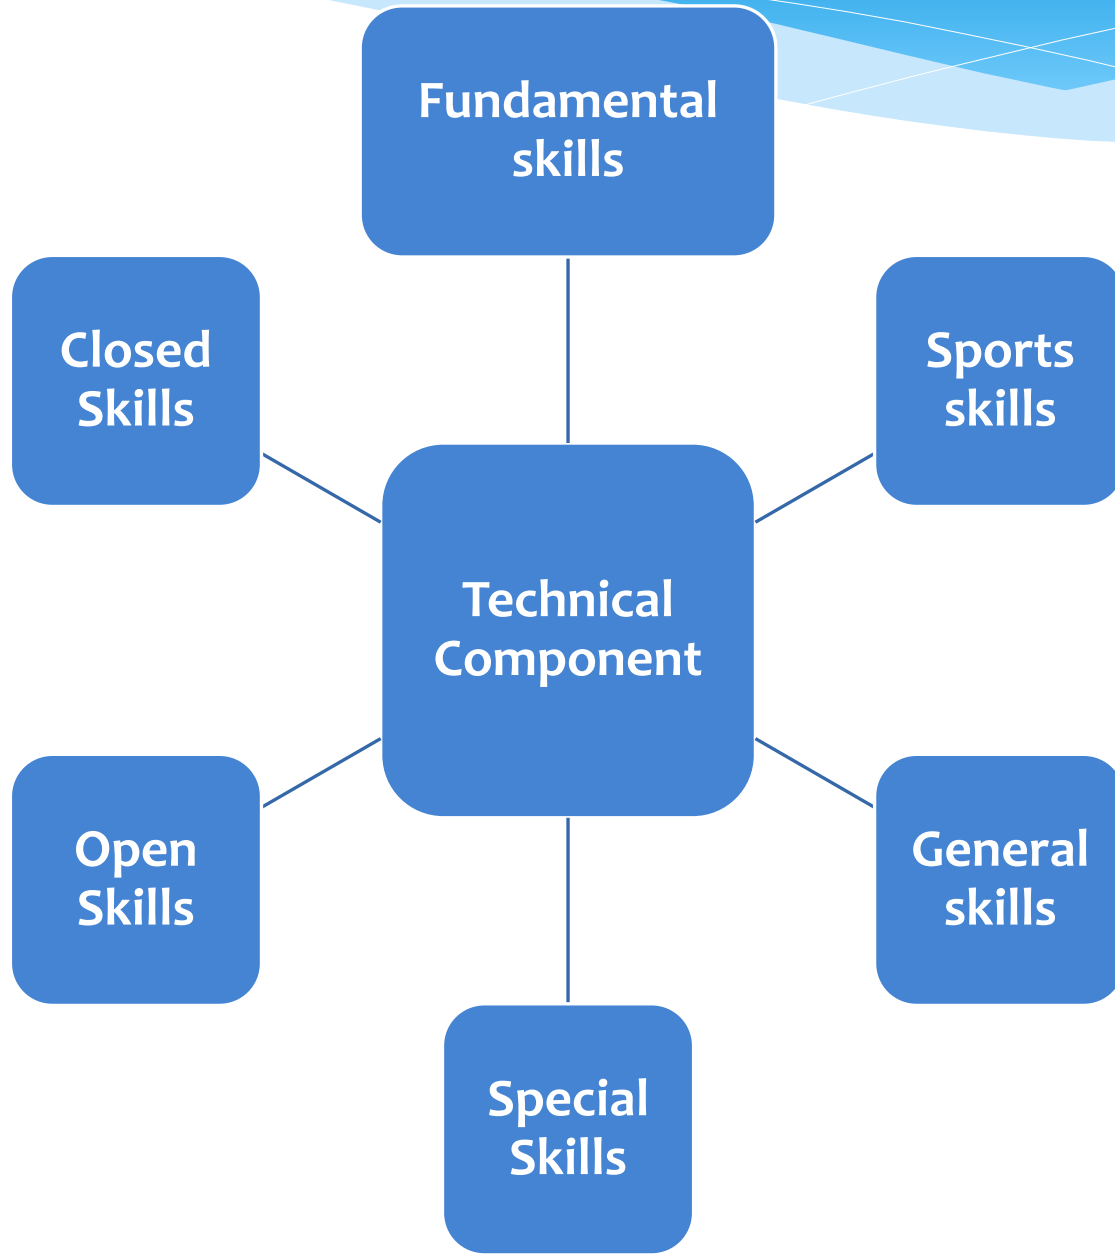 Fundamental
skills
Closed
Skills
Sports
skills
Technical
Component
Open
Skills
General
skills
Special
Skills